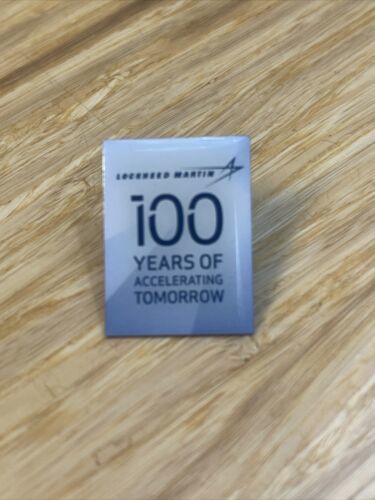 LOCKHEED MARTIN
100
YEARS OF
ACCELERATING
TOMORROW